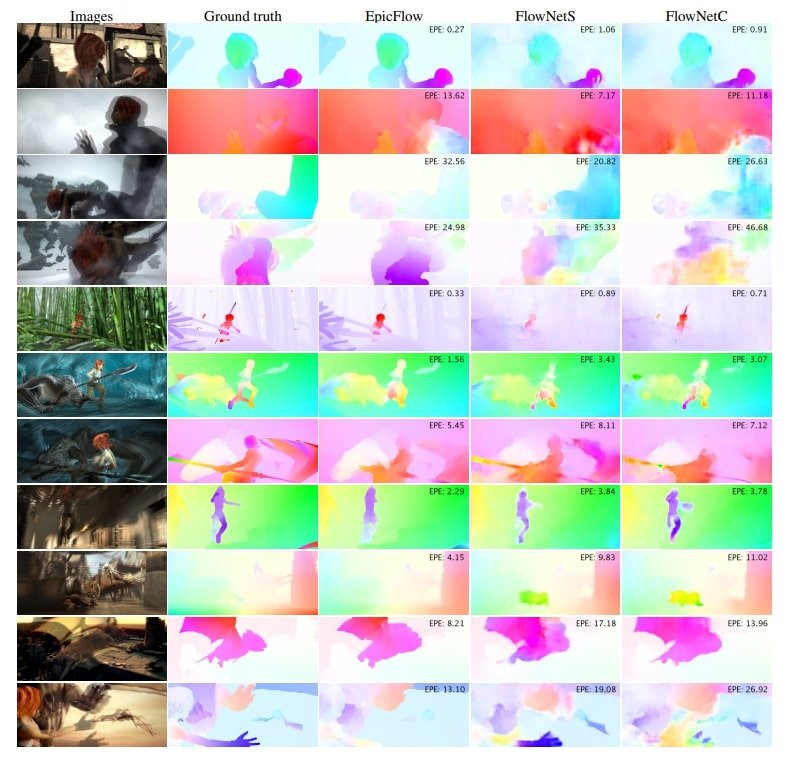 Images Ground truth EpicFlow FlowNetS FlowNetC
EPE: 0.27 EPE: 1.06 EPE: 0.91
EPE: 13.62 EPE: 7.17 EPE: 11.18
EPE: 32.56 EPE: 20.82 EPE: 26.63
EPE: 24.98 EPE: 35.33 EPE: 46.68
EPE: 0.33 EPE: 0.89 EPE: 0.71
EPE: 1.56 EPE: 3.43 EPE: 3.07
EPE: 5.45 EPE: 8.11 EPE: 7.12
EPE: 2.29 EPE: 3.84 EPE: 3.78
EPE: 4.15 EPE: 9.83 EPE: 11.02
EPE: 8.21 EPE: 17.18 EPE: 13.96
EPE: 13.10 EPE: 19.08 EPE: 26.92